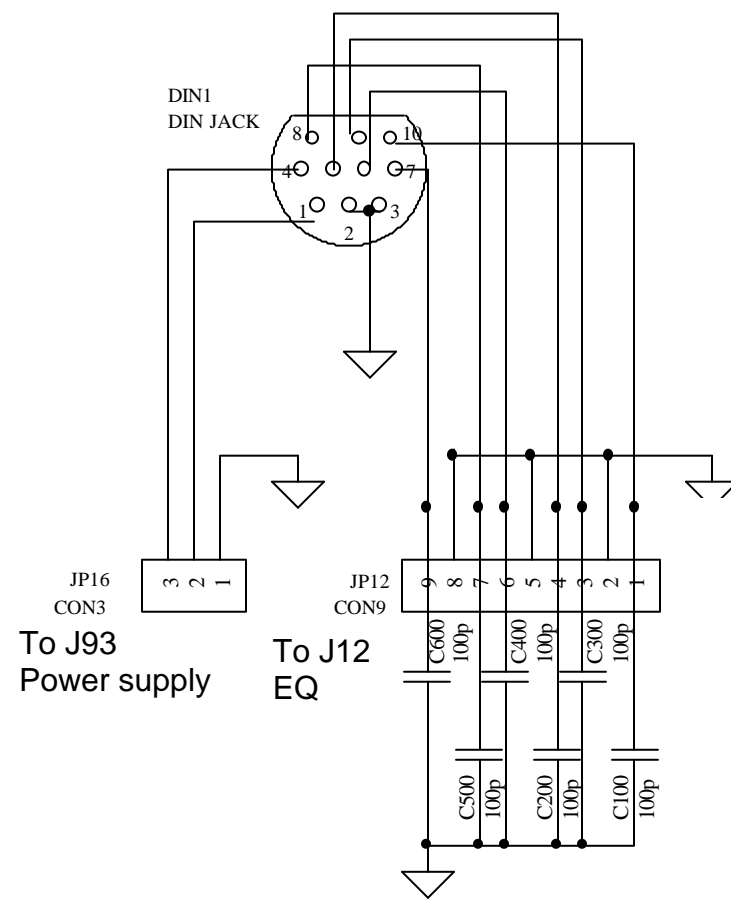 DIN1
DIN JACK
8
10
4
7
1
3
2
JP16
CON3
3
2
1
To J93
Power supply
JP12
CON9
9
8
7
6
5
4
3
2
1
To J12
EQ
C600
100p
C400
100p
C300
100p
C500
100p
C200
100p
C100
100p